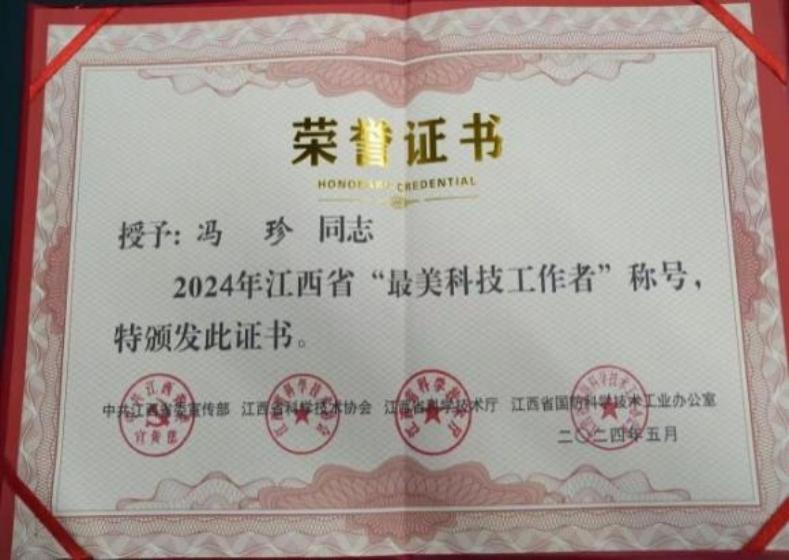 荣誉证书
HONORARY CREDENTIAL
授予: 冯 珍 同志
2024年江西省“最美科技工作者”称号,
特颁发此证书。
中共江西省委宣传部 江西省科学技术协会 江西省科学技术厅 江西省国防科学技术工业办公室
二〇二四年五月